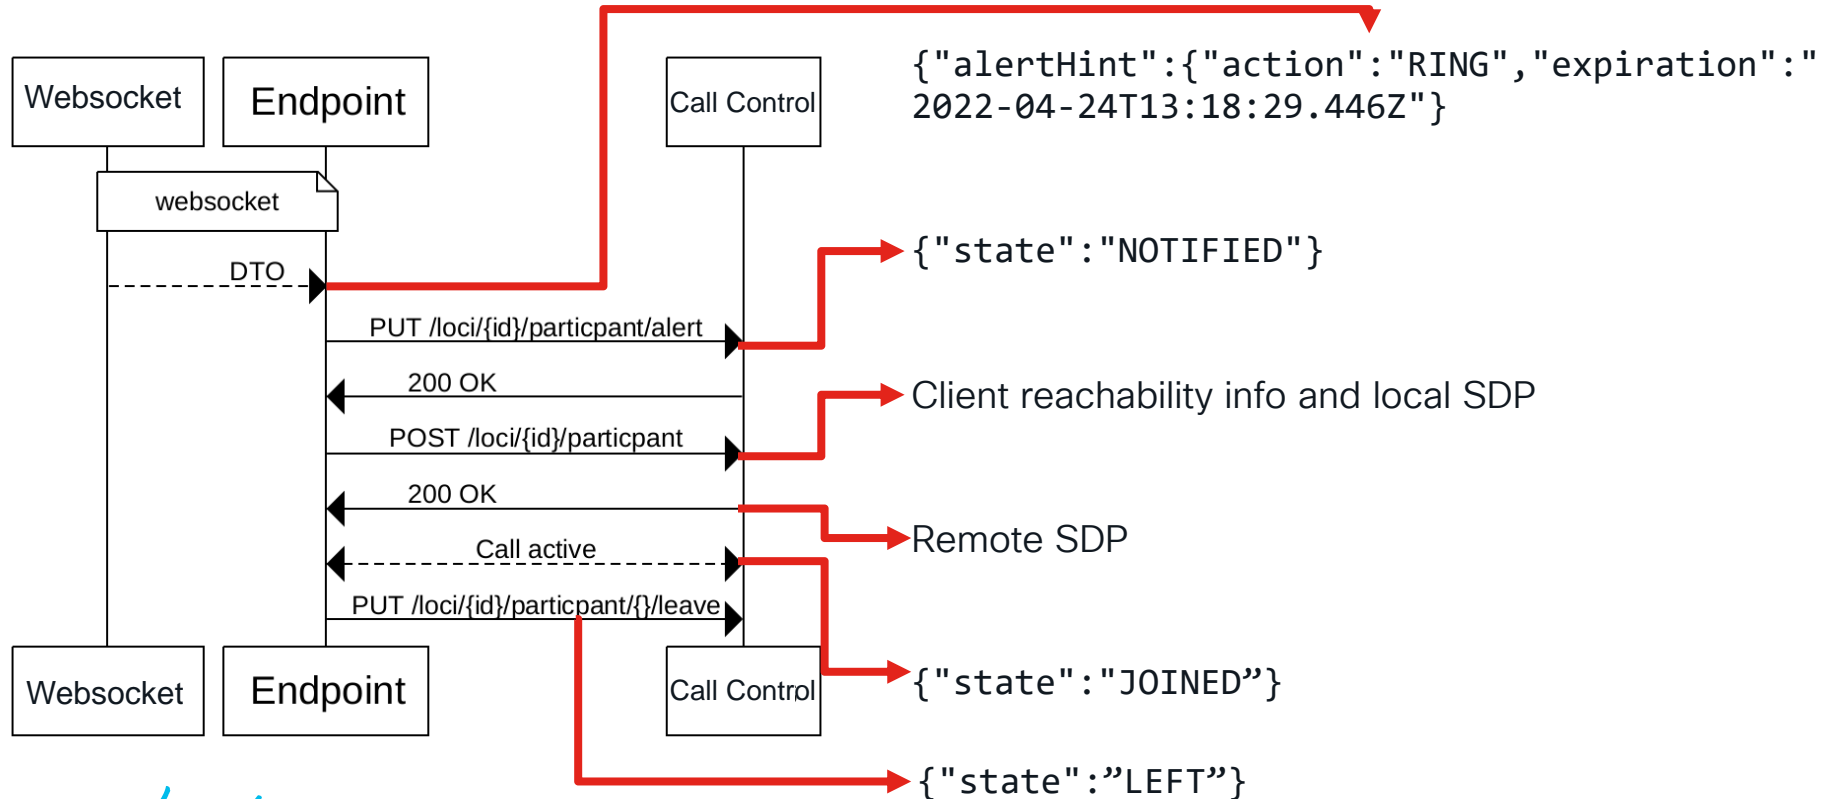 Websocket
Endpoint
Call Control
{"alertHint":{"action":"RING","expiration":"
2022-04-24T13:18:29.446Z"}
websocket
DTO
{"state":"NOTIFIED"}
PUT /loci/{id}/particpant/alert
200 OK
Client reachability info and local SDP
POST /loci/{id}/particpant
200 OK
Remote SDP
Call active
PUT /loci/{id}/particpant/{}/leave
Websocket
Endpoint
Call Control
{"state":"JOINED”}
{"state":”LEFT”}